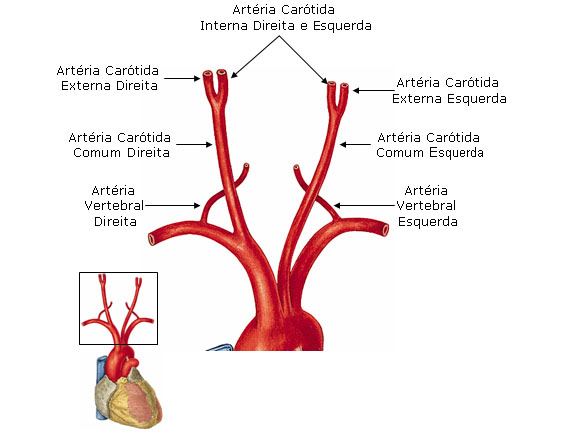 Artéria Carótida
Interna Direita e Esquerda
Artéria Carótida
Externa Direita
Artéria Carótida
Externa Esquerda
Artéria Carótida
Comum Direita
Artéria Carótida
Comum Esquerda
Artéria
Vertebral
Direita
Artéria
Vertebral
Esquerda